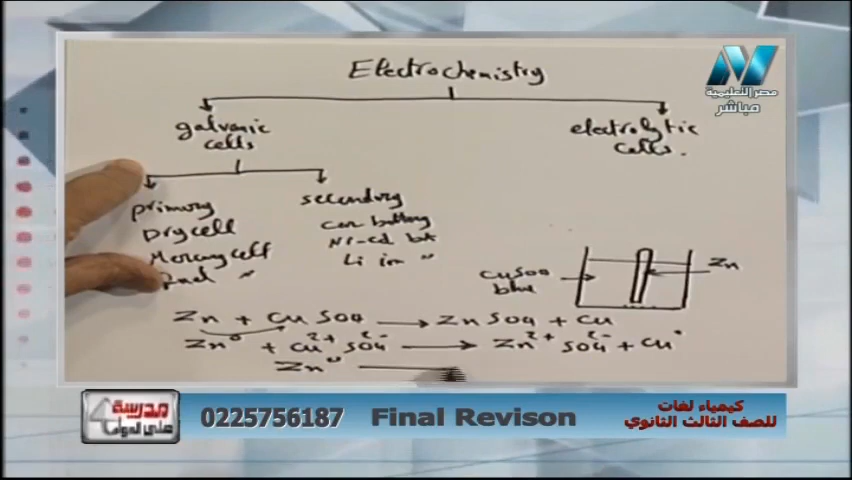 Electrochemistry
مصر التعليمية
مباشر
galvanic
cells
electrolytic
cells.
primary
secondary
Dry cell
Car battery
Mercury cell
Ni-cd bat
Fuel "
Li ion "
CuSO4
blue
Zn
Zn + CuSO4 → ZnSO4 + Cu
Zn° + Cu²⁺ SO4²⁻ → Zn²⁺ SO4²⁻ + Cu°
Zn°
مدرسة
على الهواء
0225756187 Final Revison
كيمياء لغات
للصف الثالث الثانوي